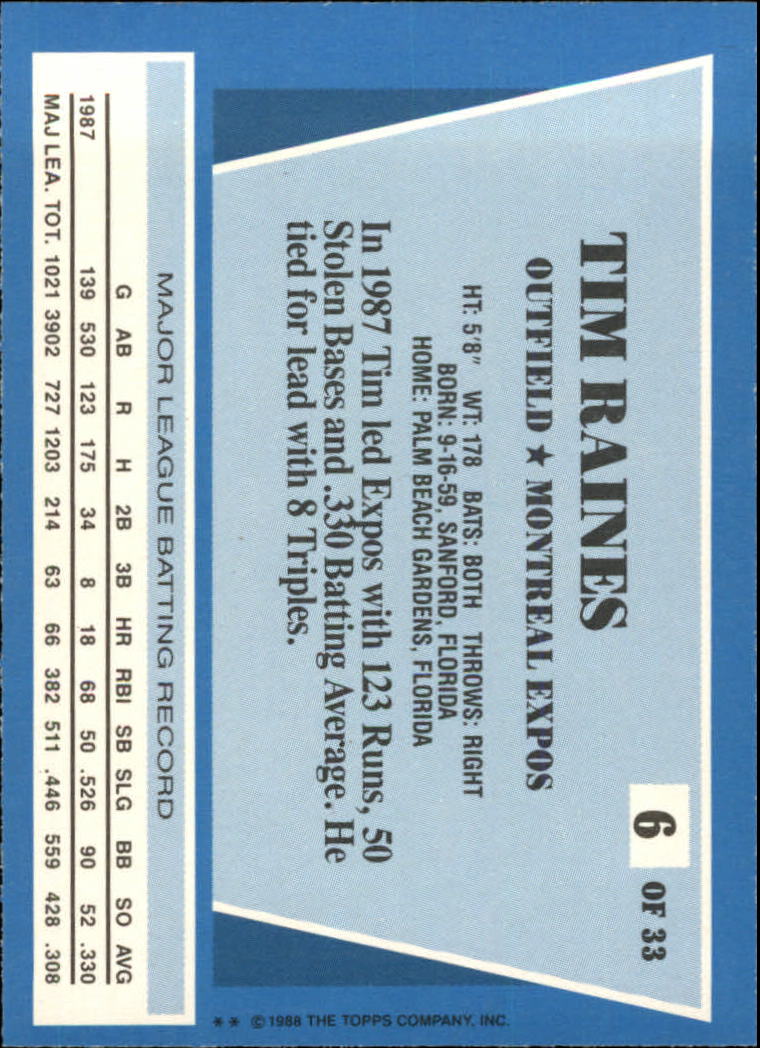 6 OF 33
TIM RAINES
OUTFIELD ★ MONTREAL EXPOS
HT: 5'8" WT: 178 BATS: BOTH THROWS: RIGHT
BORN: 9-16-59, SANFORD, FLORIDA
HOME: PALM BEACH GARDENS, FLORIDA
In 1987 Tim led Expos with 123 Runs, 50
Stolen Bases and .330 Batting Average. He
tied for lead with 8 Triples.
MAJOR LEAGUE BATTING RECORD
G AB R H 2B 3B HR RBI SB SLG BB SO AVG
1987 139 530 123 175 34 8 18 68 50 .526 90 52 .330
MAJ LEA. TOT. 1021 3902 727 1203 214 63 66 382 511 .446 559 428 .308
** © 1988 THE TOPPS COMPANY, INC.